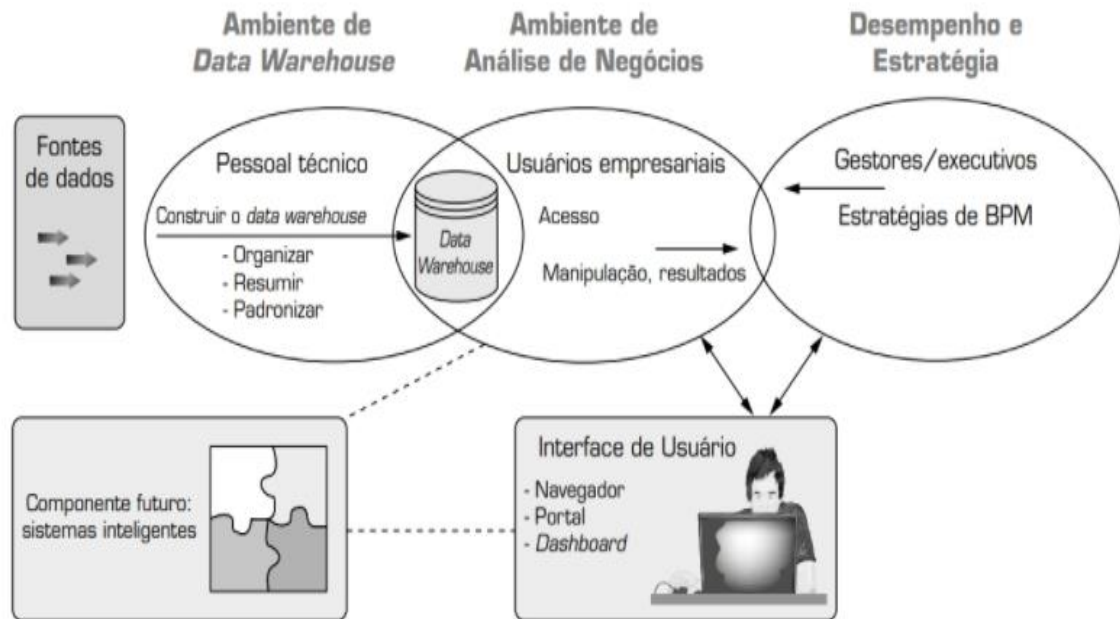 Ambiente de
Data Warehouse
Ambiente de
Análise de Negócios
Desempenho e
Estratégia
Fontes
de dados
Pessoal técnico
Construir o data warehouse
- Organizar
- Resumir
- Padronizar
Data
Warehouse
Usuários empresariais
Acesso
Manipulação, resultados
Gestores/executivos
Estratégias de BPM
Componente futuro:
sistemas inteligentes
Interface de Usuário
- Navegador
- Portal
- Dashboard